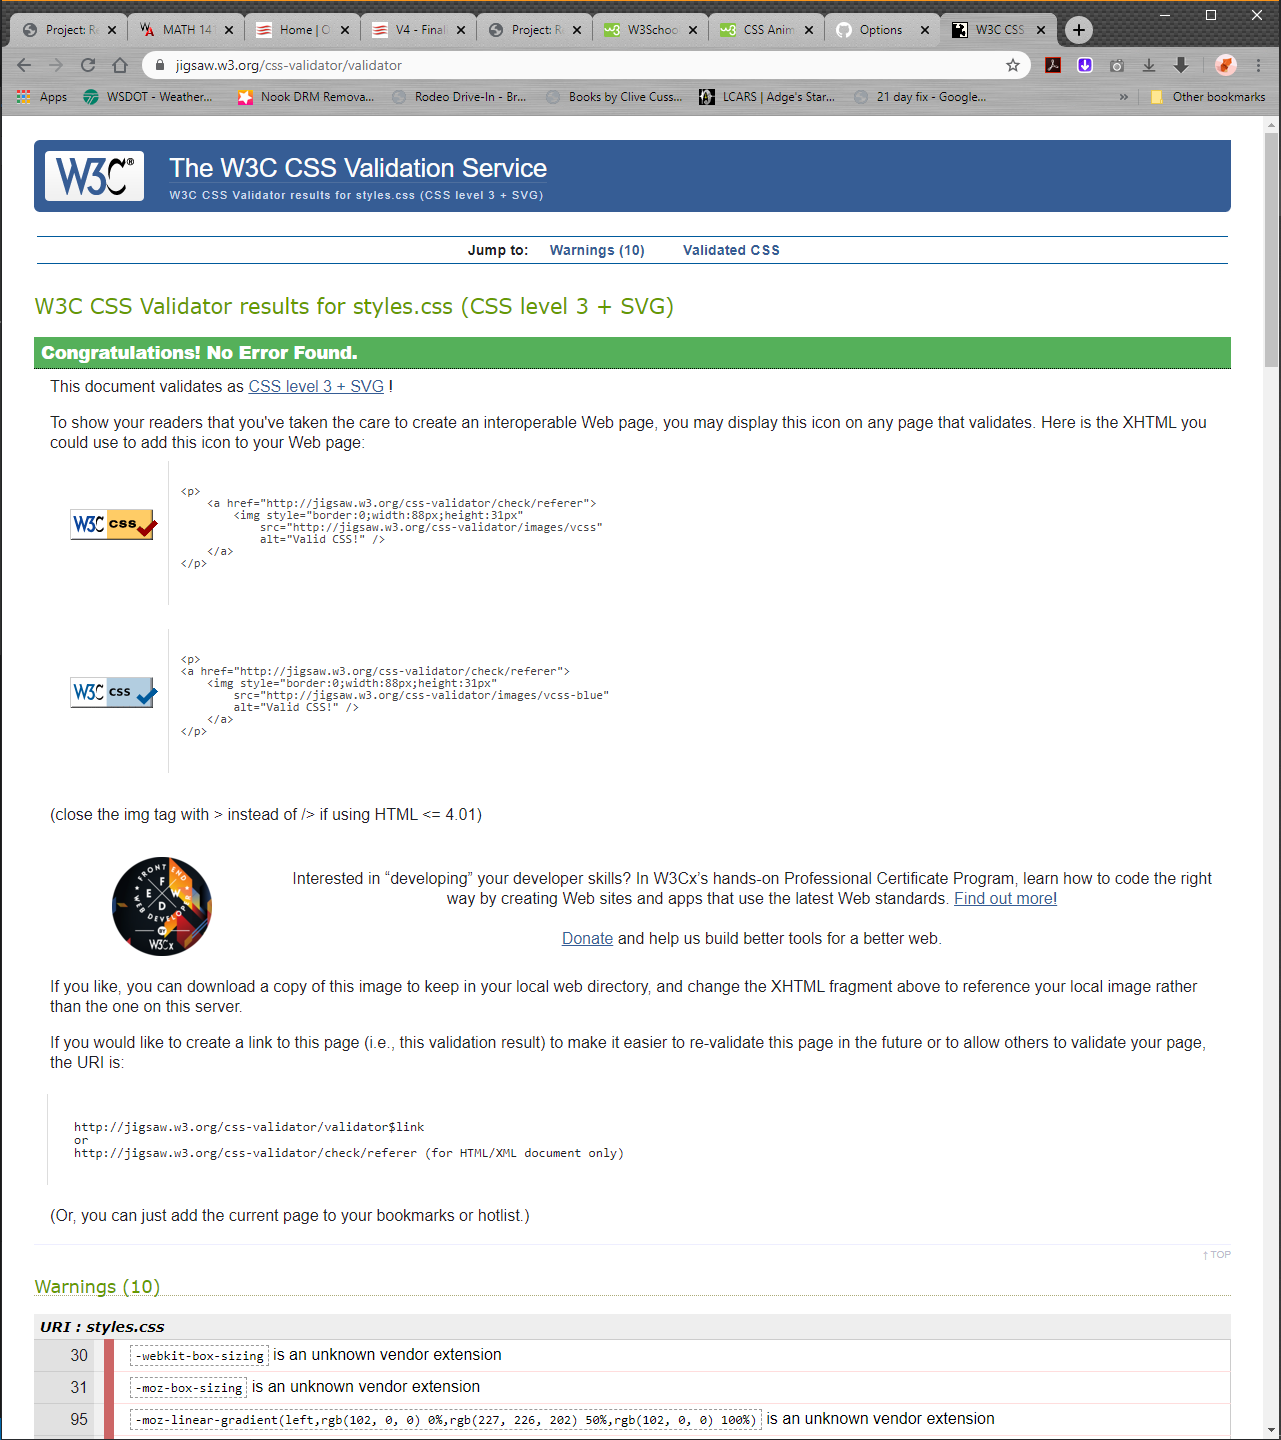 Project: Re
MATH 141
Home | O
V4 - Final
Project: Re
W3Schoo
CSS Anim
Options
W3C CSS
jigsaw.w3.org/css-validator/validator
Apps
WSDOT - Weather...
Nook DRM Remova...
Rodeo Drive-In - Br...
Books by Clive Cuss...
LCARS | Adge's Star...
21 day fix - Google...
»
Other bookmarks
W3C®
The W3C CSS Validation Service
W3C CSS Validator results for styles.css (CSS level 3 + SVG)
Jump to: Warnings (10) Validated CSS
W3C CSS Validator results for styles.css (CSS level 3 + SVG)
Congratulations! No Error Found.
This document validates as CSS level 3 + SVG !
To show your readers that you've taken the care to create an interoperable Web page, you may display this icon on any page that validates. Here is the XHTML you
could use to add this icon to your Web page:
W3C css
<p>
<a href="http://jigsaw.w3.org/css-validator/check/referer">
<img style="border:0;width:88px;height:31px"
src="http://jigsaw.w3.org/css-validator/images/vcss"
alt="Valid CSS!" />
</a>
</p>
W3C css
<p>
<a href="http://jigsaw.w3.org/css-validator/check/referer">
<img style="border:0;width:88px;height:31px"
src="http://jigsaw.w3.org/css-validator/images/vcss-blue"
alt="Valid CSS!" />
</a>
</p>
(close the img tag with > instead of /> if using HTML <= 4.01)
FRONT END
F
E W
D
WEB DEVELOPER
W3Cx
Interested in “developing” your developer skills? In W3Cx’s hands-on Professional Certificate Program, learn how to code the right
way by creating Web sites and apps that use the latest Web standards. Find out more!
Donate and help us build better tools for a better web.
If you like, you can download a copy of this image to keep in your local web directory, and change the XHTML fragment above to reference your local image rather
than the one on this server.
If you would like to create a link to this page (i.e., this validation result) to make it easier to re-validate this page in the future or to allow others to validate your page,
the URI is:
http://jigsaw.w3.org/css-validator/validator$link
or
http://jigsaw.w3.org/css-validator/check/referer (for HTML/XML document only)
(Or, you can just add the current page to your bookmarks or hotlist.)
↑ TOP
Warnings (10)
URI : styles.css
30 -webkit-box-sizing is an unknown vendor extension
31 -moz-box-sizing is an unknown vendor extension
95 -moz-linear-gradient(left,rgb(102, 0, 0) 0%,rgb(227, 226, 202) 50%,rgb(102, 0, 0) 100%) is an unknown vendor extension